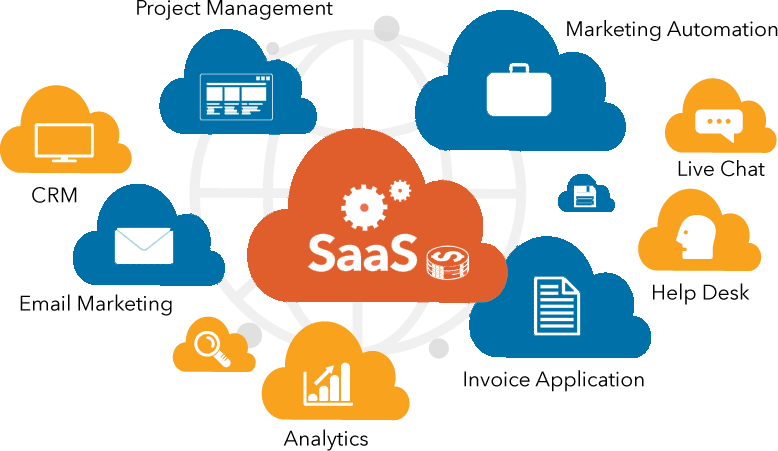 Project Management
Marketing Automation
CRM
Live Chat
SaaS
Email Marketing
Help Desk
Invoice Application
Analytics